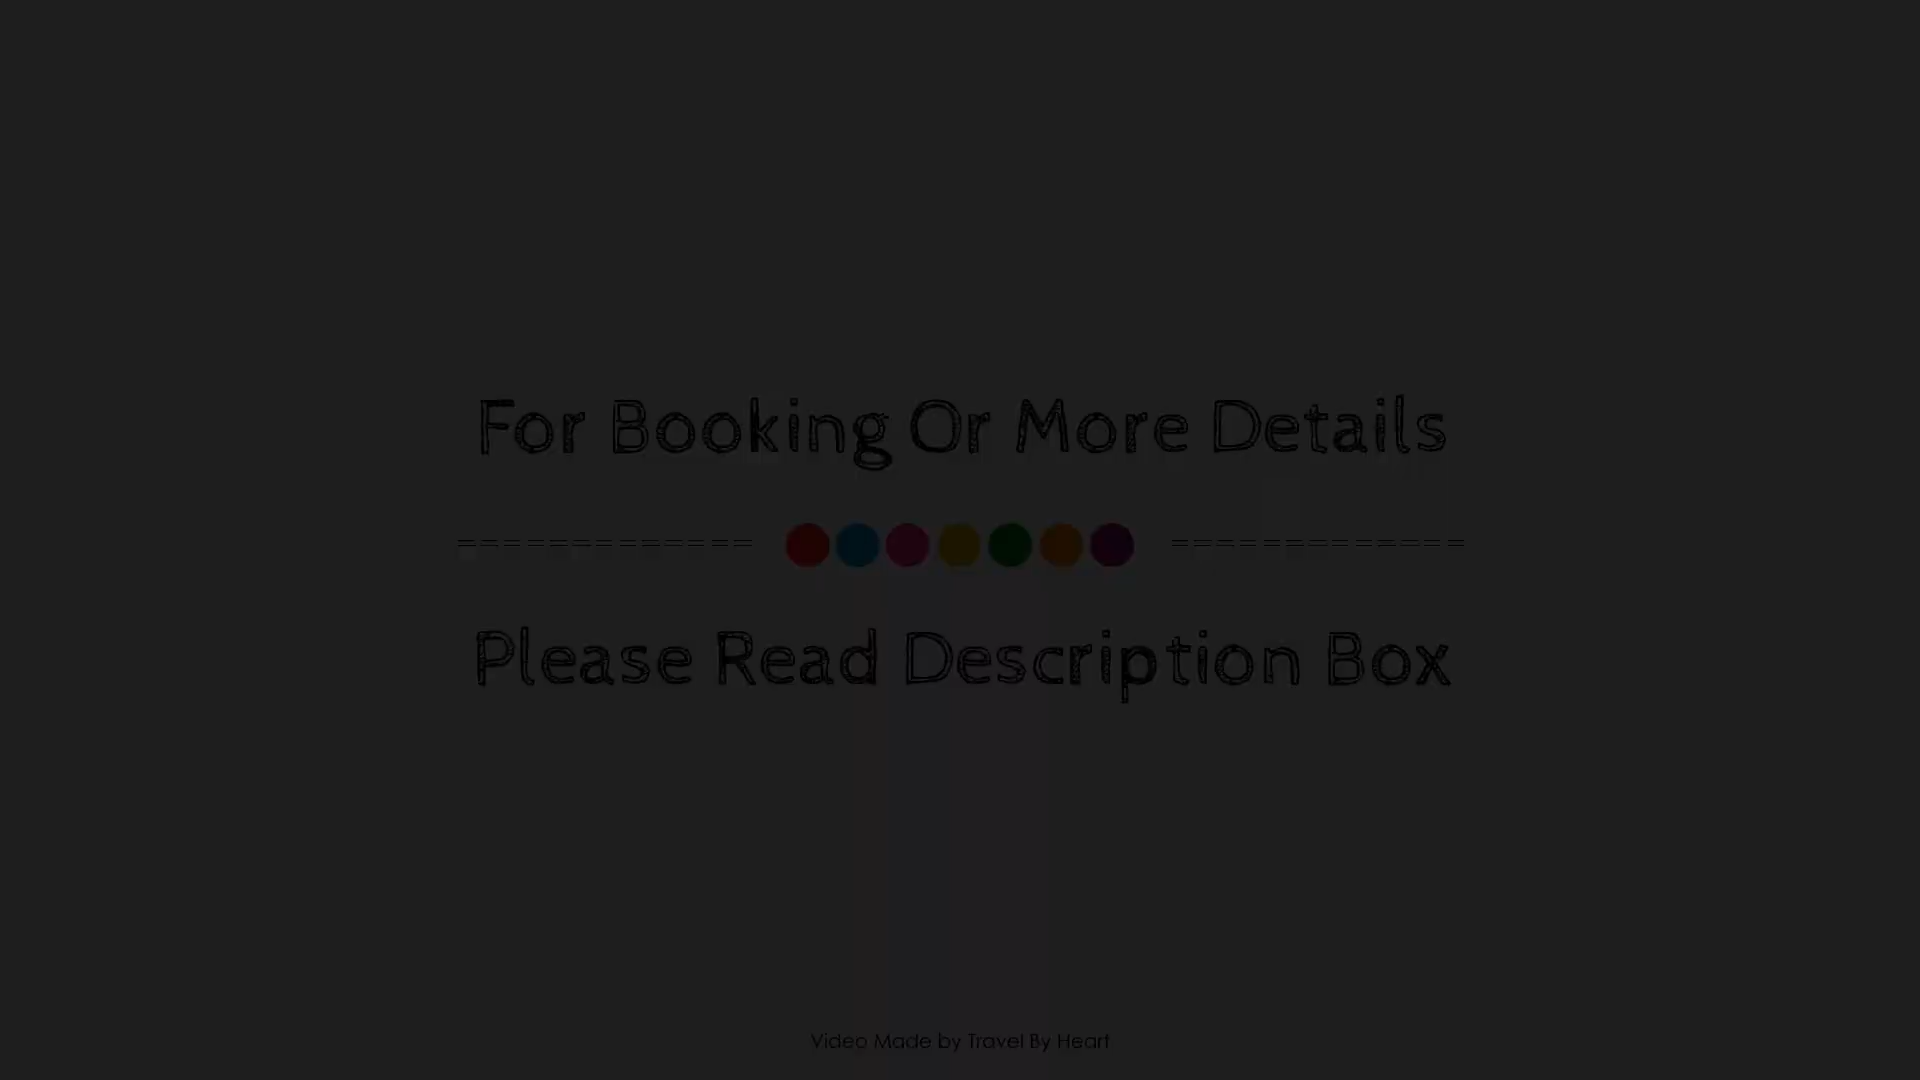 For Booking Or More Details
============= =============
Please Read Description Box
Video Made by Travel By Heart